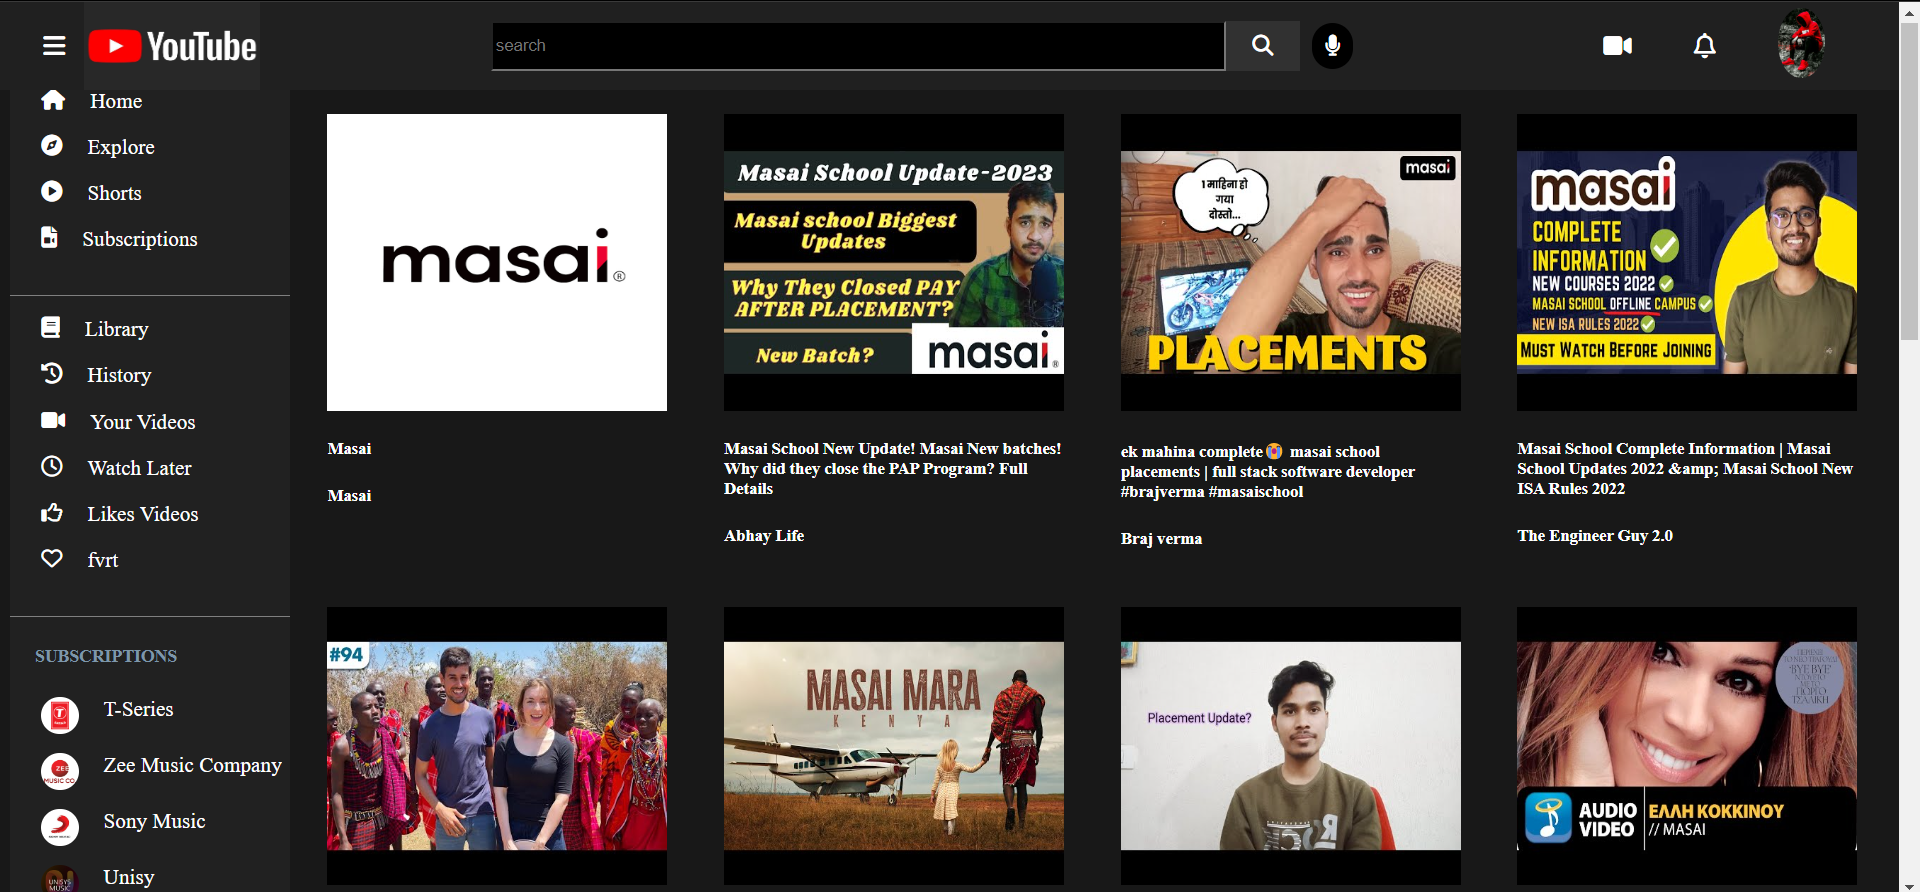 YouTube
search
Home
Explore
Shorts
Subscriptions
Library
History
Your Videos
Watch Later
Likes Videos
fvrt
SUBSCRIPTIONS
T-Series
Zee Music Company
Sony Music
Unisy
masai®
Masai
Masai
Masai School Update-2023
Masai school Biggest
Updates
Why They Closed PAY
AFTER PLACEMENT?
New Batch?
masai®
Masai School New Update! Masai New batches!
Why did they close the PAP Program? Full
Details
Abhay Life
masai
1 माहिना हो
गया
दोस्तो...
PLACEMENTS
ek mahina complete😭 masai school
placements | full stack software developer
#brajverma #masaischool
Braj verma
masai
COMPLETE
INFORMATION ✅
NEW COURSES 2022 ✅
MASAI SCHOOL OFFLINE CAMPUS ✅
NEW ISA RULES 2022 ✅
MUST WATCH BEFORE JOINING
Masai School Complete Information | Masai
School Updates 2022 &amp; Masai School New
ISA Rules 2022
The Engineer Guy 2.0
#94
MASAI MARA
KENYA
Placement Update?
AUDIO
VIDEO
ΕΛΛΗ ΚΟΚΚΙΝΟΥ
// MASAI